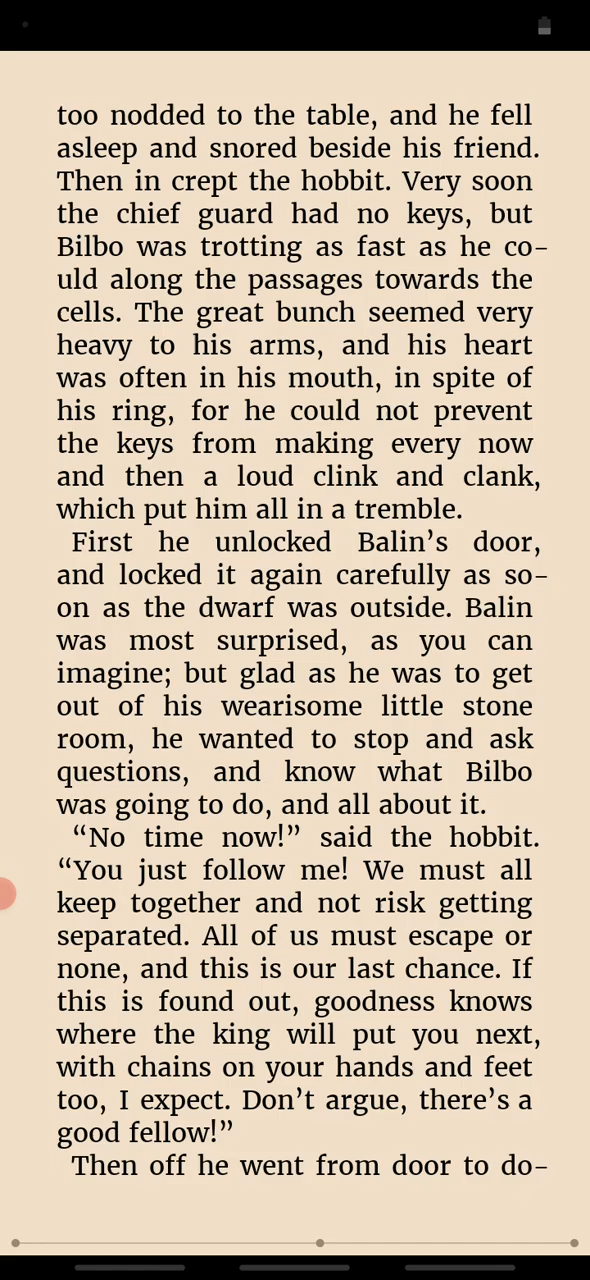 too nodded to the table, and he fell
asleep and snored beside his friend.
Then in crept the hobbit. Very soon
the chief guard had no keys, but
Bilbo was trotting as fast as he co-
uld along the passages towards the
cells. The great bunch seemed very
heavy to his arms, and his heart
was often in his mouth, in spite of
his ring, for he could not prevent
the keys from making every now
and then a loud clink and clank,
which put him all in a tremble.
First he unlocked Balin’s door,
and locked it again carefully as so-
on as the dwarf was outside. Balin
was most surprised, as you can
imagine; but glad as he was to get
out of his wearisome little stone
room, he wanted to stop and ask
questions, and know what Bilbo
was going to do, and all about it.
“No time now!” said the hobbit.
“You just follow me! We must all
keep together and not risk getting
separated. All of us must escape or
none, and this is our last chance. If
this is found out, goodness knows
where the king will put you next,
with chains on your hands and feet
too, I expect. Don’t argue, there’s a
good fellow!”
Then off he went from door to do-